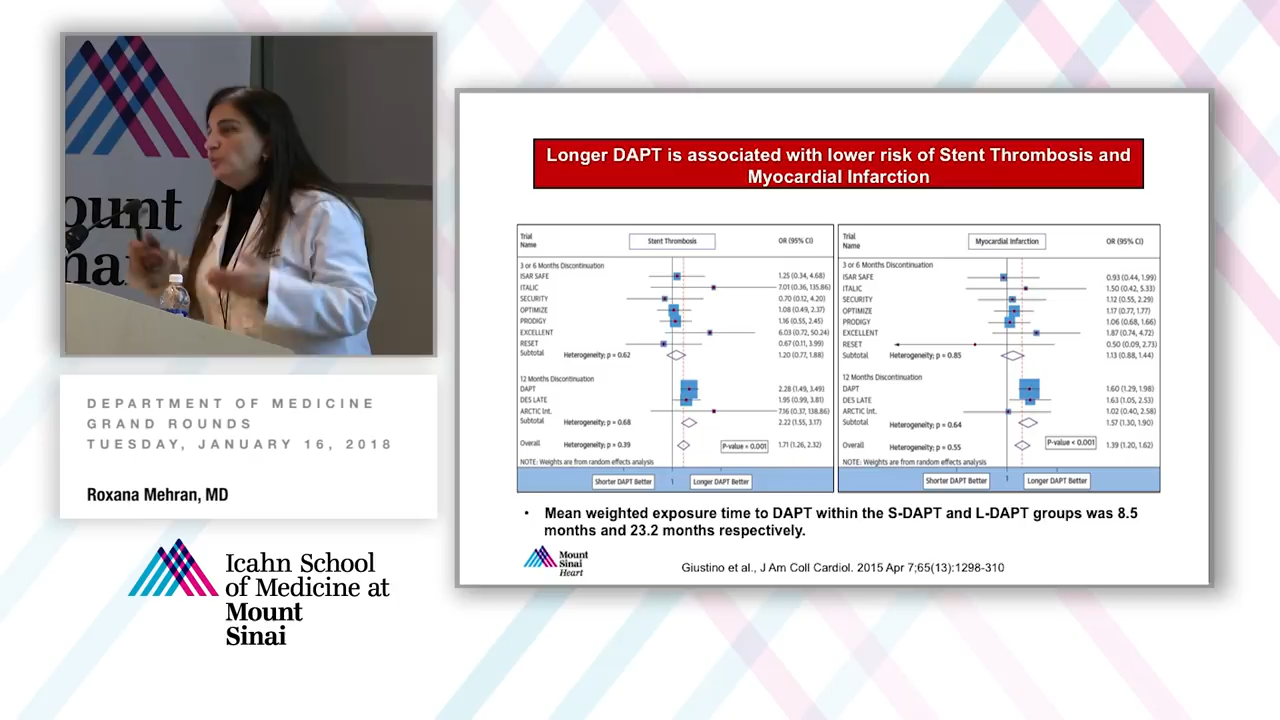 ount
nai
DEPARTMENT OF MEDICINE
GRAND ROUNDS
TUESDAY, JANUARY 16, 2018
Roxana Mehran, MD
Icahn School
of Medicine at
Mount
Sinai
Longer DAPT is associated with lower risk of Stent Thrombosis and
Myocardial Infarction
Trial
Name
Stent Thrombosis
OR (95% CI)
3 or 6 Months Discontinuation
ISAR SAFE 1.25 (0.34, 4.68)
ITALIC 7.01 (0.36, 135.86)
SECURITY 0.70 (0.12, 4.20)
OPTIMIZE 1.08 (0.49, 2.37)
PRODIGY 1.16 (0.55, 2.45)
EXCELLENT 6.03 (0.72, 50.24)
RESET 0.67 (0.11, 3.99)
Subtotal Heterogeneity; p = 0.62 1.20 (0.77, 1.88)
12 Months Discontinuation
DAPT 2.28 (1.49, 3.49)
DES LATE 1.95 (0.99, 3.81)
ARCTIC Int. 7.16 (0.37, 138.86)
Subtotal Heterogeneity; p = 0.68 2.22 (1.55, 3.17)
Overall Heterogeneity; p = 0.39 P-value = 0.001 1.71 (1.26, 2.32)
NOTE: Weights are from random effects analysis
Shorter DAPT Better 1 Longer DAPT Better
Trial
Name
Myocardial Infarction
OR (95% CI)
3 or 6 Months Discontinuation
ISAR SAFE 0.93 (0.44, 1.99)
ITALIC 1.50 (0.42, 5.33)
SECURITY 1.12 (0.55, 2.29)
OPTIMIZE 1.17 (0.77, 1.77)
PRODIGY 1.06 (0.68, 1.66)
EXCELLENT 1.87 (0.74, 4.72)
RESET 0.50 (0.09, 2.73)
Subtotal Heterogeneity; p = 0.85 1.13 (0.88, 1.44)
12 Months Discontinuation
DAPT 1.60 (1.29, 1.98)
DES LATE 1.63 (1.05, 2.53)
ARCTIC Int. 1.02 (0.40, 2.58)
Subtotal Heterogeneity; p = 0.64 1.57 (1.30, 1.90)
Overall Heterogeneity; p = 0.55 P-value < 0.001 1.39 (1.20, 1.62)
NOTE: Weights are from random effects analysis
Shorter DAPT Better 1 Longer DAPT Better
• Mean weighted exposure time to DAPT within the S-DAPT and L-DAPT groups was 8.5
months and 23.2 months respectively.
Mount
Sinai
Heart
Giustino et al., J Am Coll Cardiol. 2015 Apr 7;65(13):1298-310